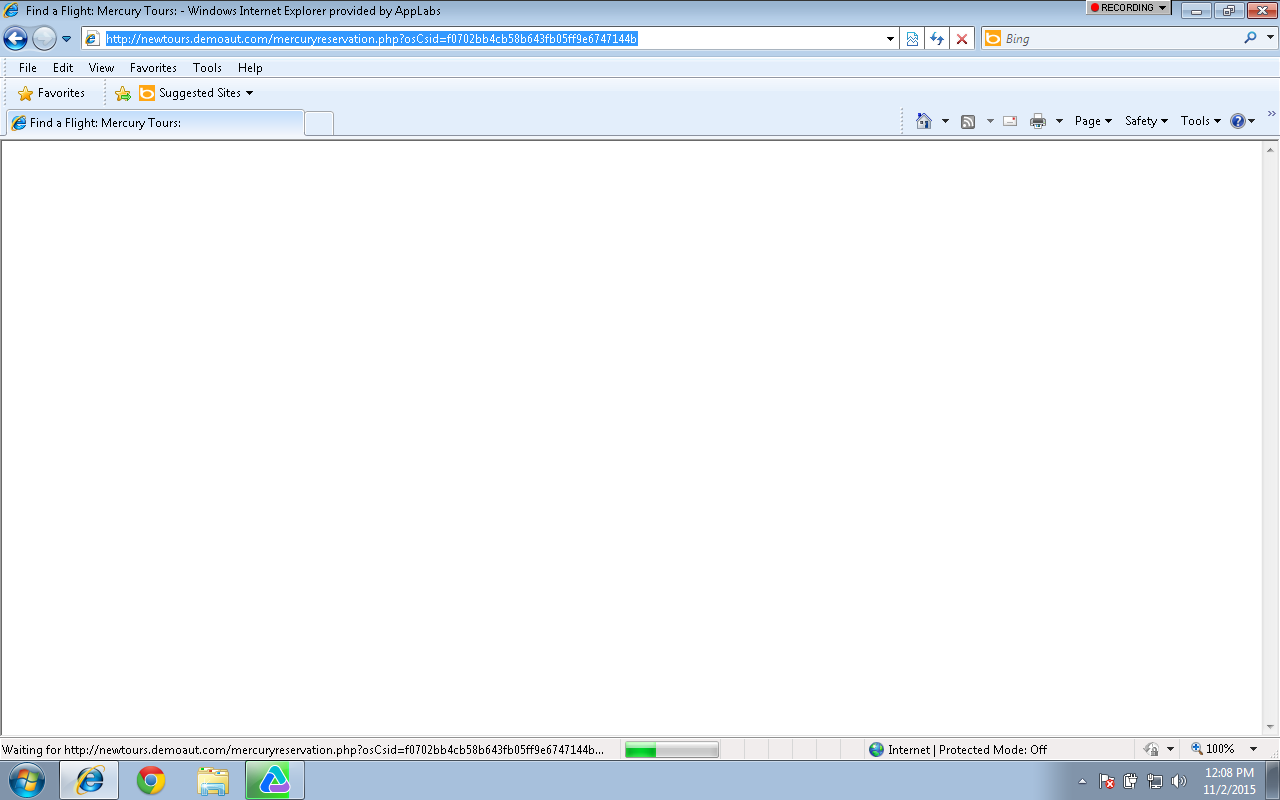 Find a Flight: Mercury Tours: - Windows Internet Explorer provided by AppLabs
RECORDING
http://newtours.demoaut.com/mercuryreservation.php?osCsid=f0702bb4cb58b643fb05ff9e6747144b
Bing
File Edit View Favorites Tools Help
Favorites Suggested Sites
Find a Flight: Mercury Tours:
Page Safety Tools
Waiting for http://newtours.demoaut.com/mercuryreservation.php?osCsid=f0702bb4cb58b643fb05ff9e6747144b...
Internet | Protected Mode: Off
100%
12:08 PM
11/2/2015